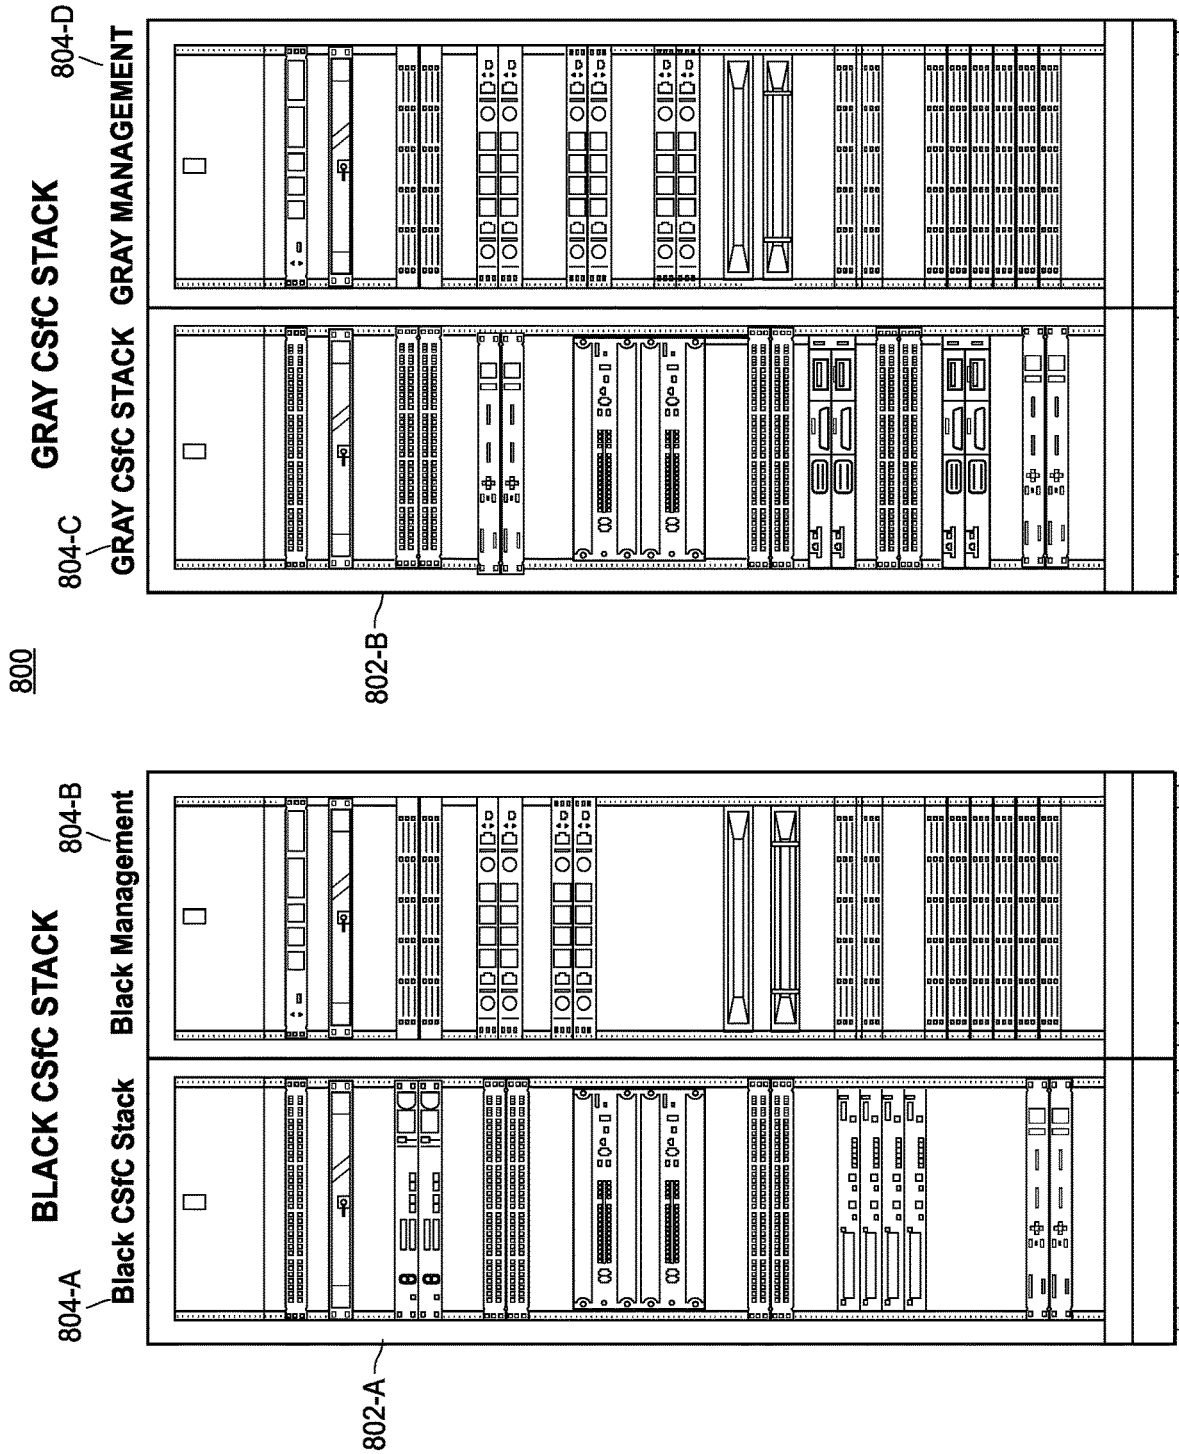 800
BLACK CSfC STACK
804-A
Black CSfC Stack
804-B
Black Management
802-A
GRAY CSfC STACK
804-C
GRAY CSfC STACK
804-D
GRAY MANAGEMENT
802-B